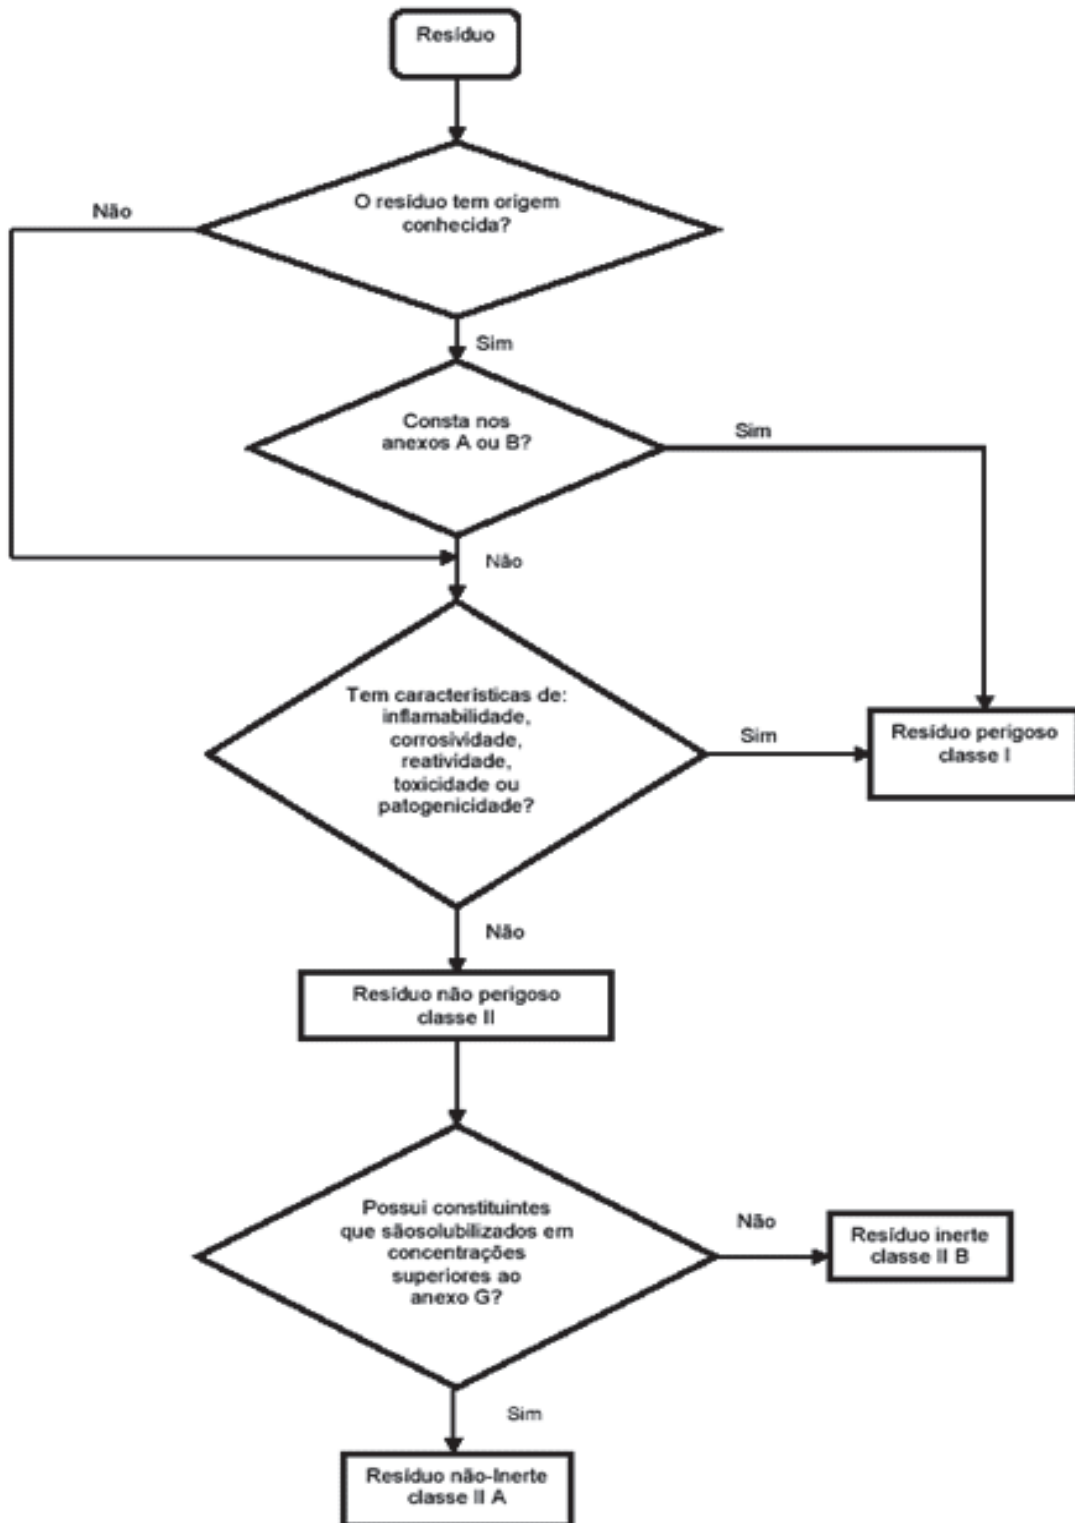 Resíduo
O resíduo tem origem
conhecida?
Não
Sim
Consta nos
anexos A ou B?
Sim
Não
Tem características de:
inflamabilidade,
corrosividade,
reatividade,
toxicidade ou
patogenicidade?
Sim
Resíduo perigoso
classe I
Não
Resíduo não perigoso
classe II
Possui constituintes
que sãosolubilizados em
concentrações
superiores ao
anexo G?
Não
Resíduo inerte
classe II B
Sim
Resíduo não-Inerte
classe II A